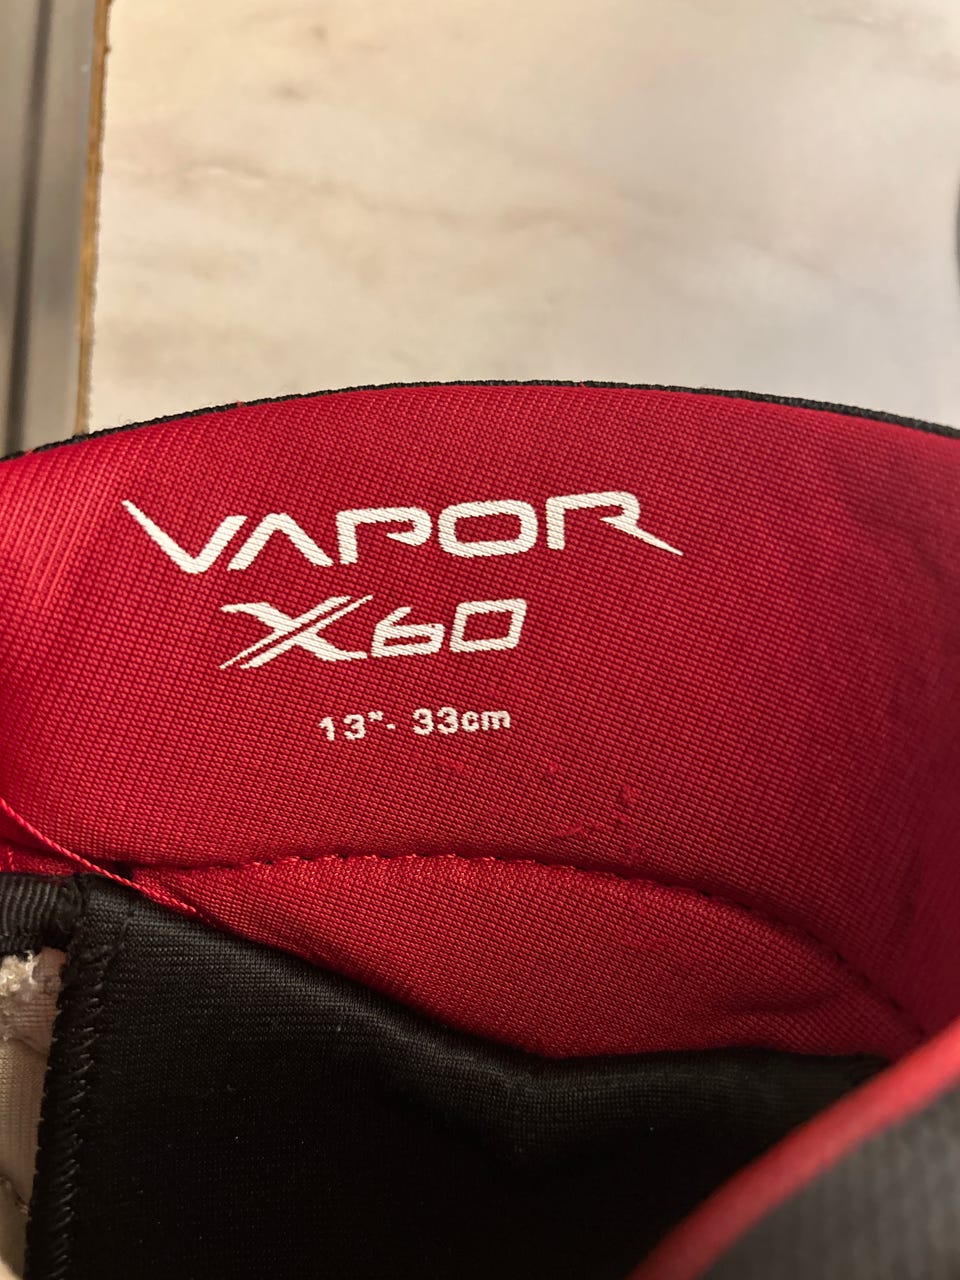 VAPOR
X60
13"- 33cm